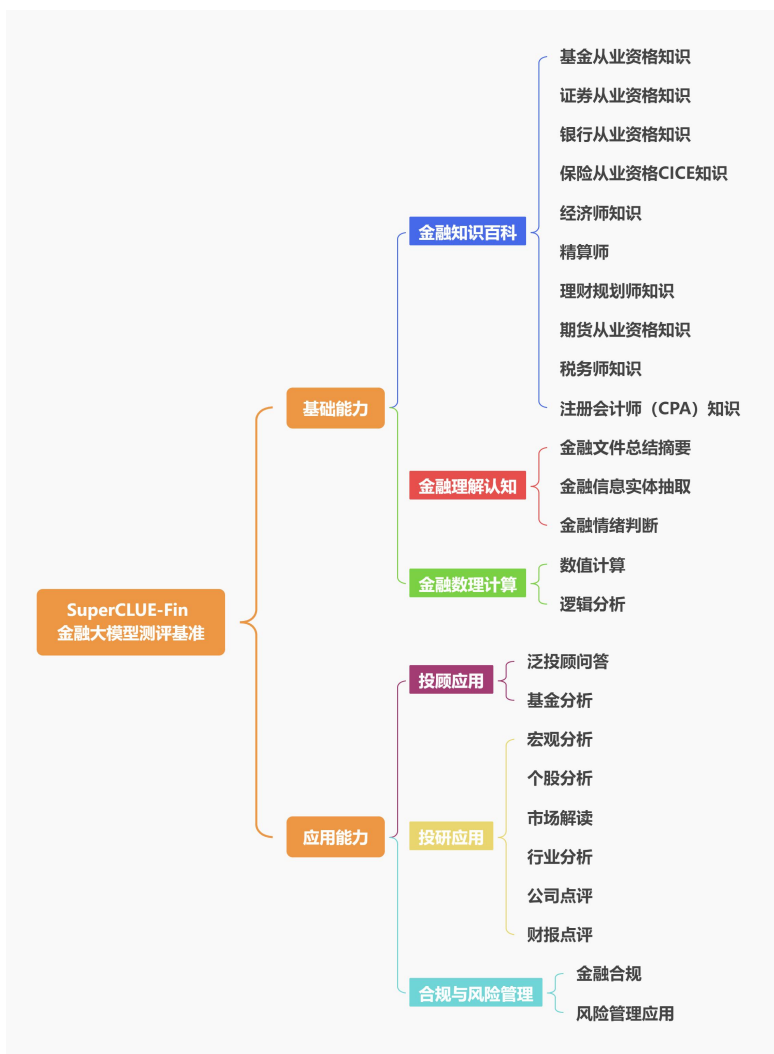 SuperCLUE-Fin
金融大模型测评基准
基础能力
金融知识百科
基金从业资格知识
证券从业资格知识
银行从业资格知识
保险从业资格CICE知识
经济师知识
精算师
理财规划师知识
期货从业资格知识
税务师知识
注册会计师（CPA）知识
金融理解认知
金融文件总结摘要
金融信息实体抽取
金融情绪判断
金融数理计算
数值计算
逻辑分析
应用能力
投顾应用
泛投顾问答
基金分析
投研应用
宏观分析
个股分析
市场解读
行业分析
公司点评
财报点评
合规与风险管理
金融合规
风险管理应用